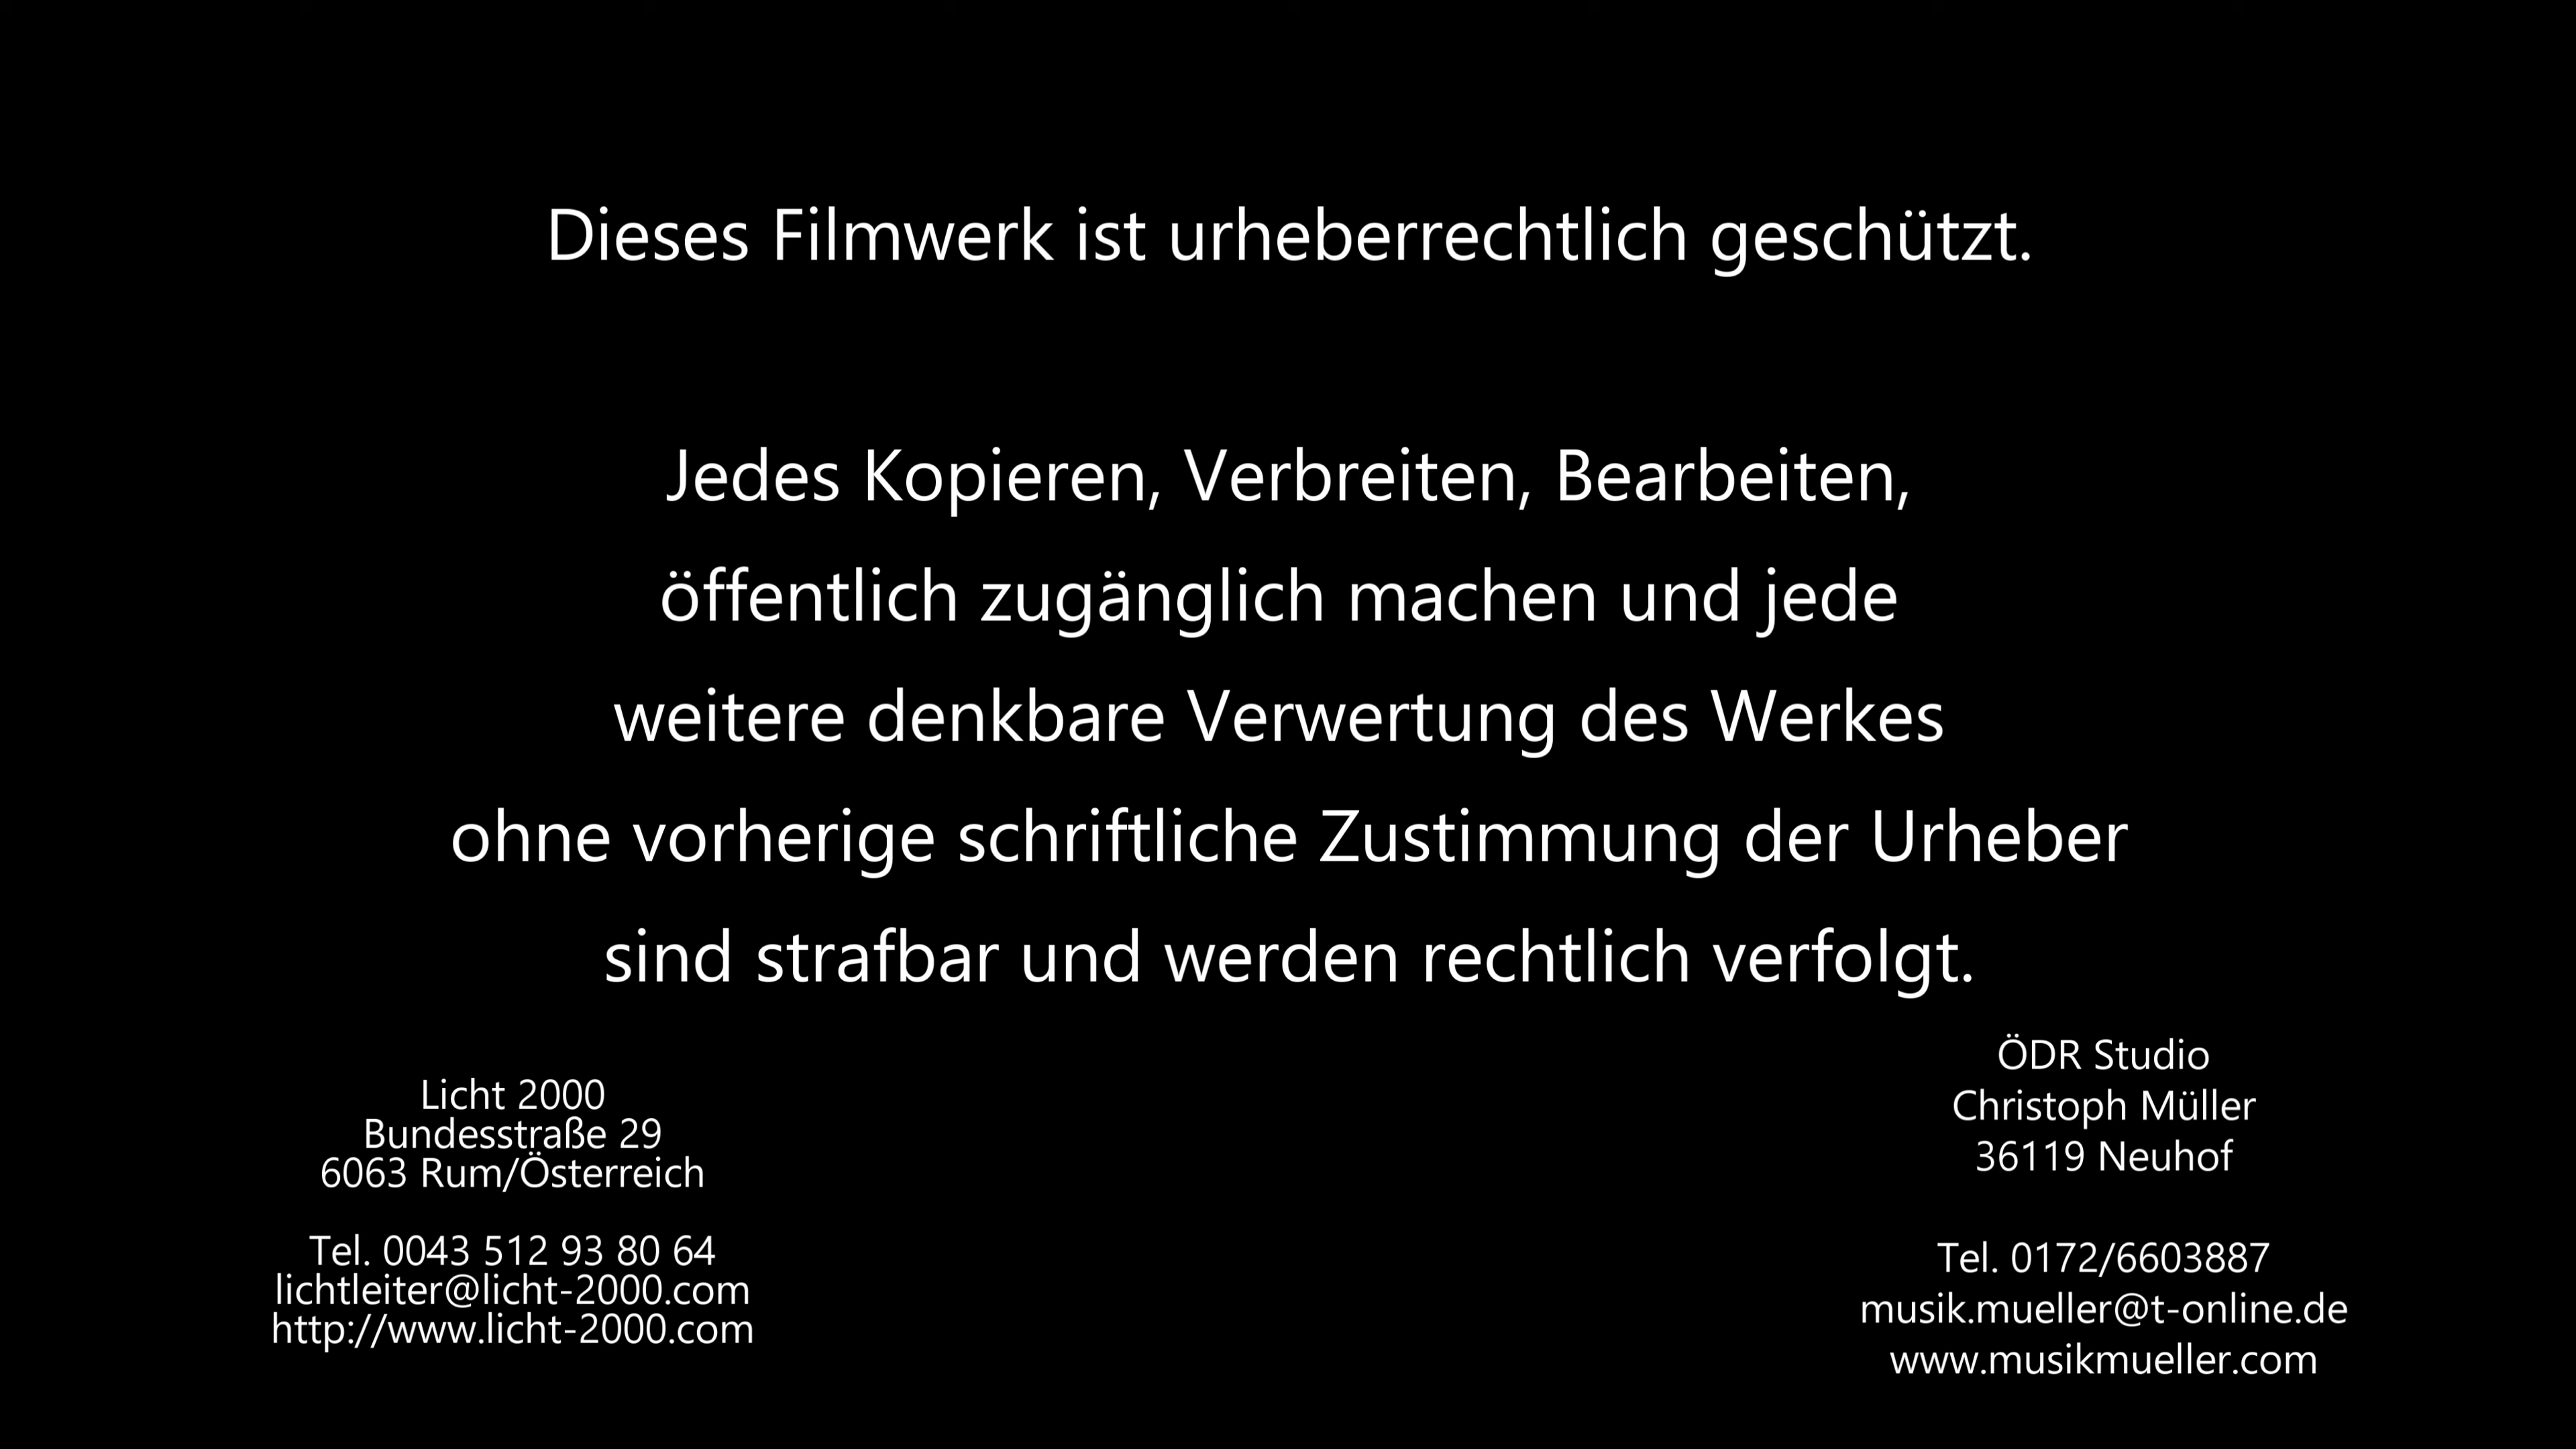 Dieses Filmwerk ist urheberrechtlich geschützt.
Jedes Kopieren, Verbreiten, Bearbeiten,
öffentlich zugänglich machen und jede
weitere denkbare Verwertung des Werkes
ohne vorherige schriftliche Zustimmung der Urheber
sind strafbar und werden rechtlich verfolgt.
Licht 2000
Bundesstraße 29
6063 Rum/Österreich
Tel. 0043 512 93 80 64
lichtleiter@licht-2000.com
http://www.licht-2000.com
ÖDR Studio
Christoph Müller
36119 Neuhof
Tel. 0172/6603887
musik.mueller@t-online.de
www.musikmueller.com